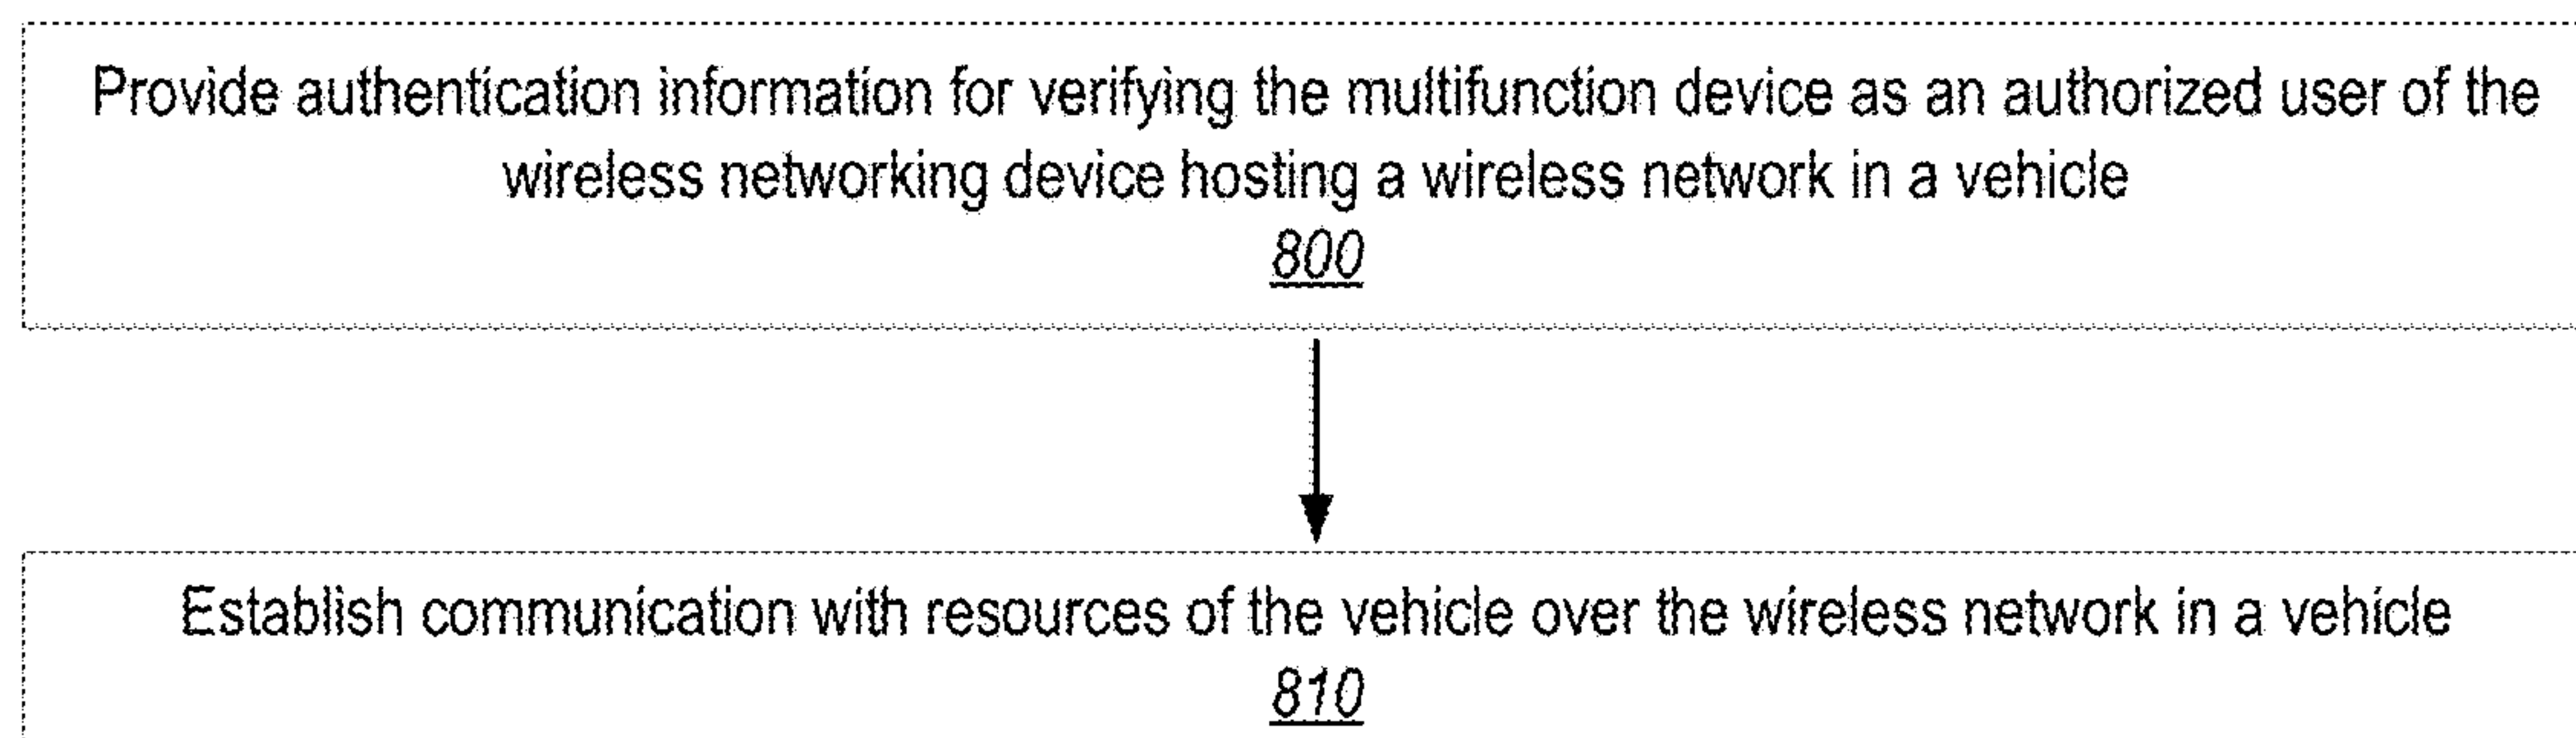 Provide authentication information for verifying the multifunction device as an authorized user of the
wireless networking device hosting a wireless network in a vehicle
800
Establish communication with resources of the vehicle over the wireless network in a vehicle
810